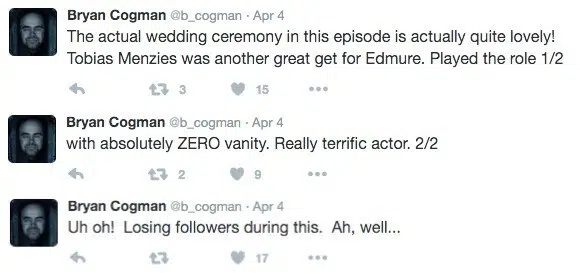 Bryan Cogman @b_cogman · Apr 4
The actual wedding ceremony in this episode is actually quite lovely!
Tobias Menzies was another great get for Edmure. Played the role 1/2
3 15
Bryan Cogman @b_cogman · Apr 4
with absolutely ZERO vanity. Really terrific actor. 2/2
2 9
Bryan Cogman @b_cogman · Apr 4
Uh oh!  Losing followers during this.  Ah, well...
17